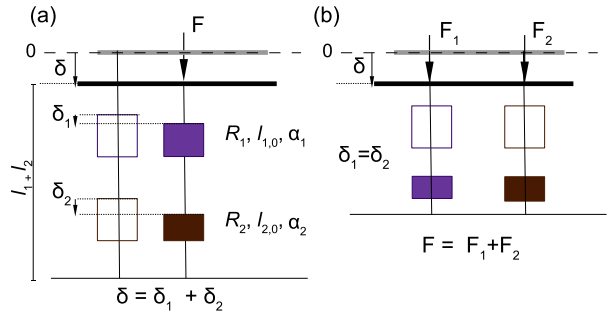 (a)
F
0
δ
δ₁
R₁, l₁,₀, α₁
l₁₊l₂
δ₂
R₂, l₂,₀, α₂
δ = δ₁ + δ₂
(b)
F₁
F₂
0
δ
δ₁=δ₂
F = F₁+F₂